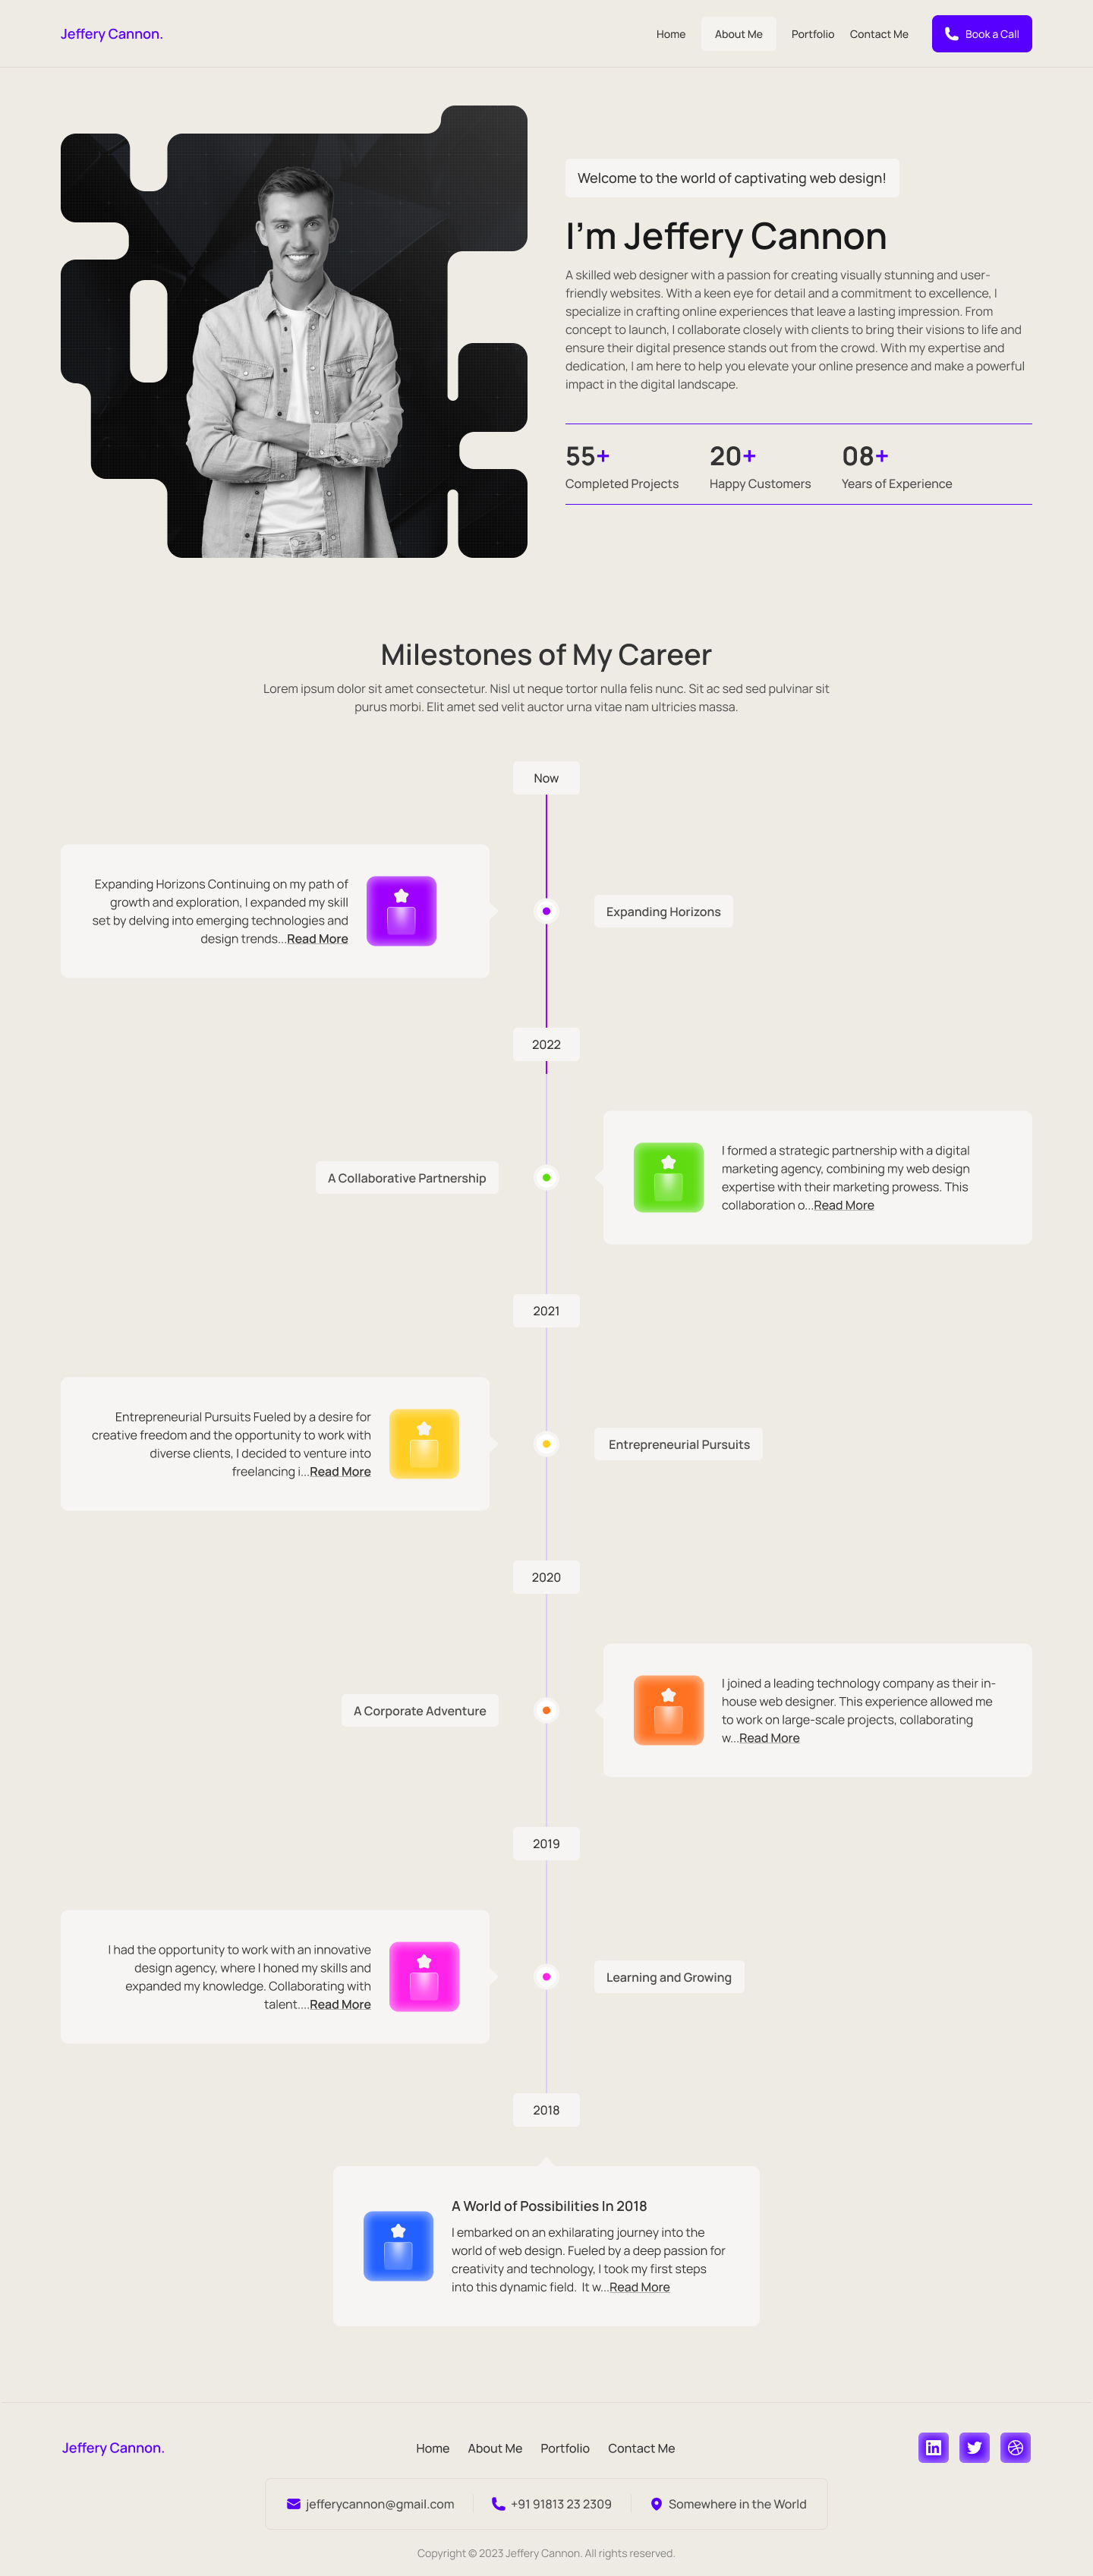 Jeffery Cannon.
Home
About Me
Portfolio
Contact Me
Book a Call
Welcome to the world of captivating web design!
I'm Jeffery Cannon
A skilled web designer with a passion for creating visually stunning and user-
friendly websites. With a keen eye for detail and a commitment to excellence, I
specialize in crafting online experiences that leave a lasting impression. From
concept to launch, I collaborate closely with clients to bring their visions to life and
ensure their digital presence stands out from the crowd. With my expertise and
dedication, I am here to help you elevate your online presence and make a powerful
impact in the digital landscape.
55+
Completed Projects
20+
Happy Customers
08+
Years of Experience
Milestones of My Career
Lorem ipsum dolor sit amet consectetur. Nisl ut neque tortor nulla felis nunc. Sit ac sed sed pulvinar sit
purus morbi. Elit amet sed velit auctor urna vitae nam ultricies massa.
Now
Expanding Horizons Continuing on my path of
growth and exploration, I expanded my skill
set by delving into emerging technologies and
design trends...Read More
Expanding Horizons
2022
A Collaborative Partnership
I formed a strategic partnership with a digital
marketing agency, combining my web design
expertise with their marketing prowess. This
collaboration o...Read More
2021
Entrepreneurial Pursuits Fueled by a desire for
creative freedom and the opportunity to work with
diverse clients, I decided to venture into
freelancing i...Read More
Entrepreneurial Pursuits
2020
A Corporate Adventure
I joined a leading technology company as their in-
house web designer. This experience allowed me
to work on large-scale projects, collaborating
w...Read More
2019
I had the opportunity to work with an innovative
design agency, where I honed my skills and
expanded my knowledge. Collaborating with
talent....Read More
Learning and Growing
2018
A World of Possibilities In 2018
I embarked on an exhilarating journey into the
world of web design. Fueled by a deep passion for
creativity and technology, I took my first steps
into this dynamic field.  It w...Read More
Jeffery Cannon.
Home
About Me
Portfolio
Contact Me
jefferycannon@gmail.com
+91 91813 23 2309
Somewhere in the World
Copyright © 2023 Jeffery Cannon. All rights reserved.